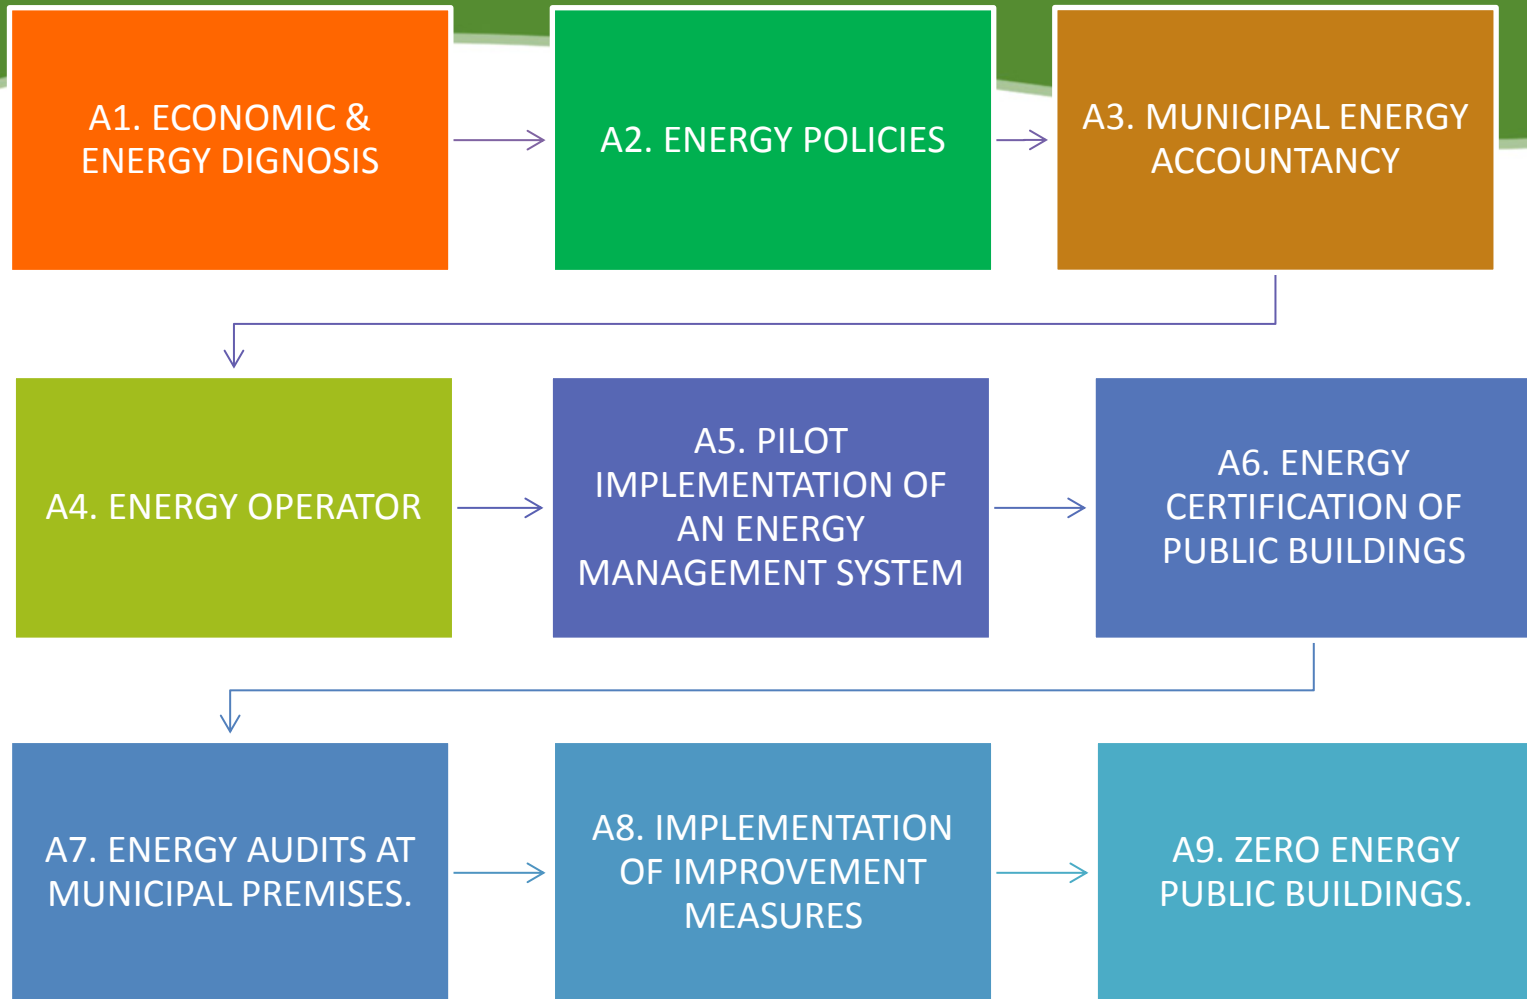 A1. ECONOMIC &
ENERGY DIGNOSIS
A2. ENERGY POLICIES
A3. MUNICIPAL ENERGY
ACCOUNTANCY
A4. ENERGY OPERATOR
A5. PILOT
IMPLEMENTATION OF
AN ENERGY
MANAGEMENT SYSTEM
A6. ENERGY
CERTIFICATION OF
PUBLIC BUILDINGS
A7. ENERGY AUDITS AT
MUNICIPAL PREMISES.
A8. IMPLEMENTATION
OF IMPROVEMENT
MEASURES
A9. ZERO ENERGY
PUBLIC BUILDINGS.